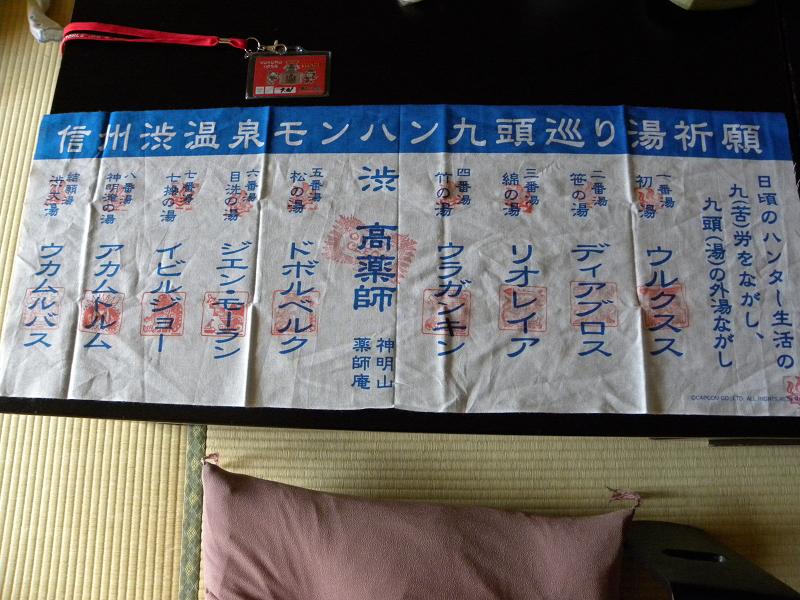 信州渋温泉モンハン九頭巡り湯祈願
日頃のハンター生活の
九(苦)労をながし、
九頭(湯)の外湯ながし
一番湯
初湯
ウルクスス
二番湯
笹の湯
ディアブロス
三番湯
綿の湯
リオレイア
四番湯
竹の湯
ウラガンキン
渋 高薬師
神明山
薬師庵
五番湯
松の湯
ドボルベルク
六番湯
目洗の湯
ジエン・モーラン
七番湯
七操の湯
イビルジョー
八番湯
神明滝の湯
アカムトルム
結願湯
渋大湯
ウカムルバス
©CAPCOM CO., LTD. ALL RIGHTS